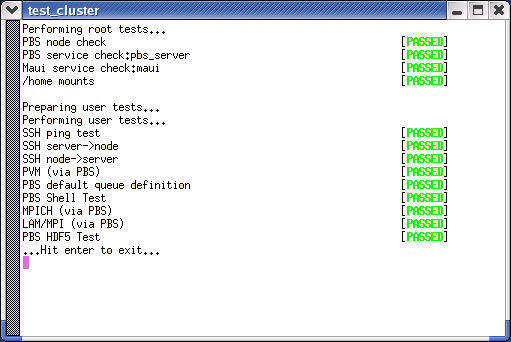 test_cluster
Performing root tests...
PBS node check [PASSED]
PBS service check:pbs_server [PASSED]
Maui service check:maui [PASSED]
/home mounts [PASSED]
Preparing user tests...
Performing user tests...
SSH ping test [PASSED]
SSH server->node [PASSED]
SSH node->server [PASSED]
PVM (via PBS) [PASSED]
PBS default queue definition [PASSED]
PBS Shell Test [PASSED]
MPICH (via PBS) [PASSED]
LAM/MPI (via PBS) [PASSED]
PBS HDF5 Test [PASSED]
...Hit enter to exit...